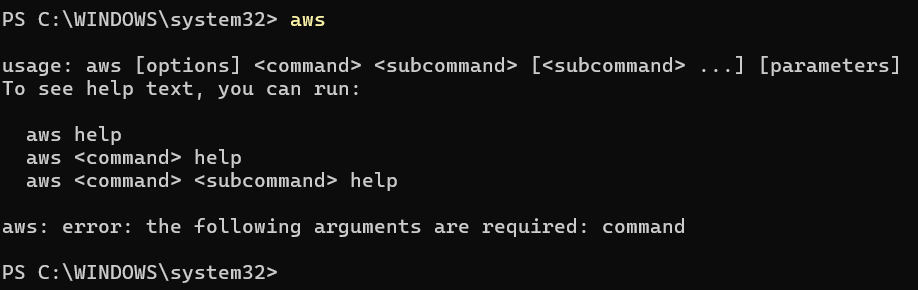 PS C:\WINDOWS\system32> aws
usage: aws [options] <command> <subcommand> [<subcommand> ...] [parameters]
To see help text, you can run:
aws help
aws <command> help
aws <command> <subcommand> help
aws: error: the following arguments are required: command
PS C:\WINDOWS\system32>